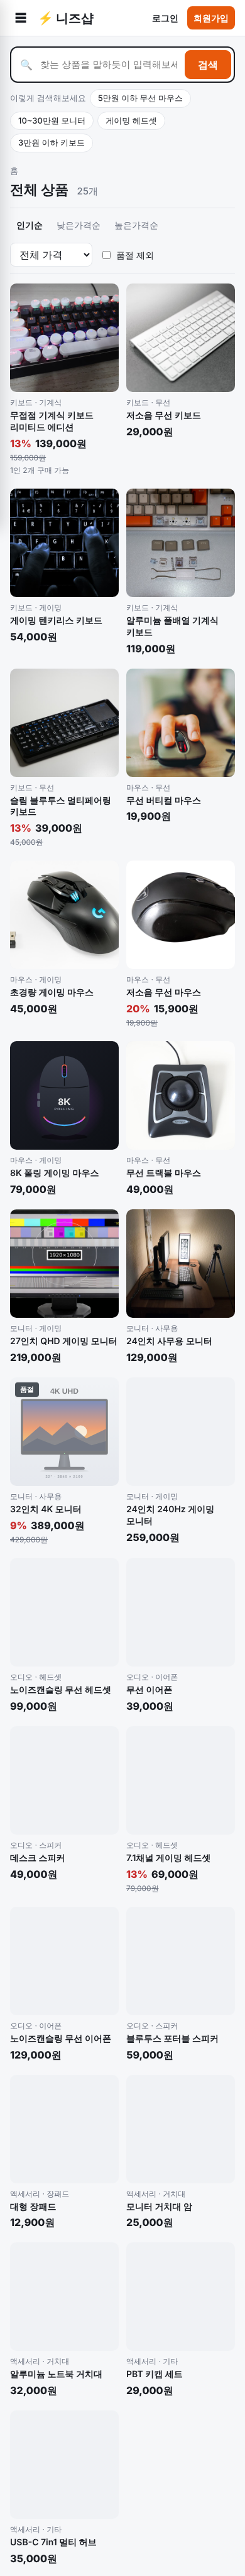 ☰ ⚡ 니즈샵 로그인 회원가입
🔍 찾는 상품을 말하듯이 입력해보세 검색
이렇게 검색해보세요 5만원 이하 무선 마우스
10~30만원 모니터 게이밍 헤드셋
3만원 이하 키보드
홈
전체 상품 25개
인기순 낮은가격순 높은가격순
전체 가격 품절 제외
키보드 · 기계식
무접점 기계식 키보드
리미티드 에디션
13% 139,000원
159,000원
1인 2개 구매 가능
키보드 · 무선
저소음 무선 키보드
29,000원
키보드 · 게이밍
게이밍 텐키리스 키보드
54,000원
키보드 · 기계식
알루미늄 풀배열 기계식
키보드
119,000원
키보드 · 무선
슬림 블루투스 멀티페어링
키보드
13% 39,000원
45,000원
마우스 · 무선
무선 버티컬 마우스
19,900원
마우스 · 게이밍
초경량 게이밍 마우스
45,000원
마우스 · 무선
저소음 무선 마우스
20% 15,900원
19,900원
8K
POLLING
마우스 · 게이밍
8K 폴링 게이밍 마우스
79,000원
마우스 · 무선
무선 트랙볼 마우스
49,000원
1920×1080
모니터 · 게이밍
27인치 QHD 게이밍 모니터
219,000원
모니터 · 사무용
24인치 사무용 모니터
129,000원
품절
4K UHD
모니터 · 사무용
32인치 4K 모니터
9% 389,000원
429,000원
모니터 · 게이밍
24인치 240Hz 게이밍
모니터
259,000원
오디오 · 헤드셋
노이즈캔슬링 무선 헤드셋
99,000원
오디오 · 이어폰
무선 이어폰
39,000원
오디오 · 스피커
데스크 스피커
49,000원
오디오 · 헤드셋
7.1채널 게이밍 헤드셋
13% 69,000원
79,000원
오디오 · 이어폰
노이즈캔슬링 무선 이어폰
129,000원
오디오 · 스피커
블루투스 포터블 스피커
59,000원
액세서리 · 장패드
대형 장패드
12,900원
액세서리 · 거치대
모니터 거치대 암
25,000원
액세서리 · 거치대
알루미늄 노트북 거치대
32,000원
액세서리 · 기타
PBT 키캡 세트
29,000원
액세서리 · 기타
USB-C 7in1 멀티 허브
35,000원